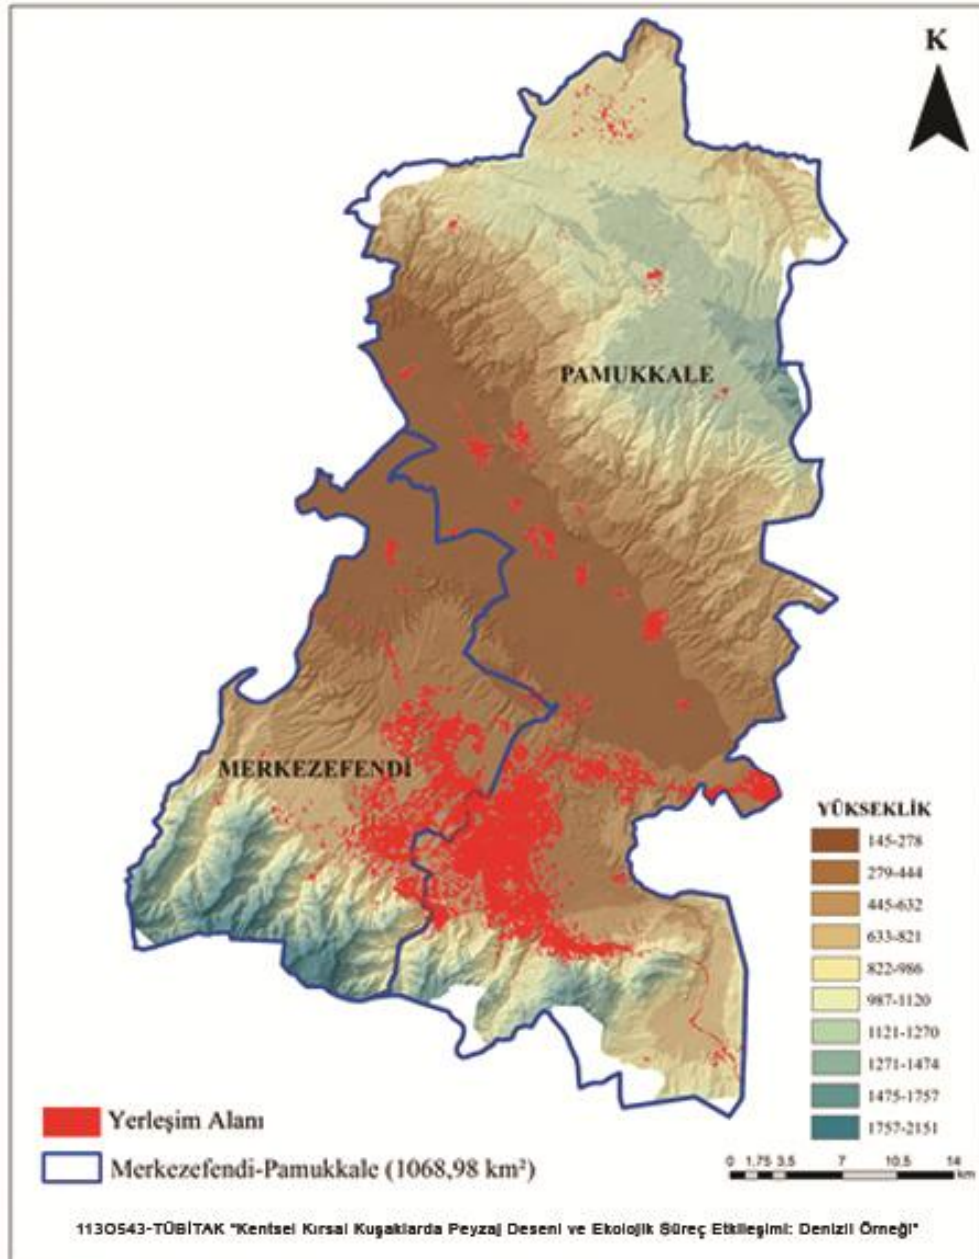 K
PAMUKKALE
MERKEZEFENDİ
YÜKSEKLİK
145-278
279-444
445-632
633-821
822-986
987-1120
1121-1270
1271-1474
1475-1757
1757-2151
Yerleşim Alanı
Merkezefendi-Pamukkale (1068,98 km²)
0 1,75 3,5 7 10,5 14
km
113O543-TÜBİTAK "Kentsel Kırsal Kuşaklarda Peyzaj Deseni ve Ekolojik Süreç Etkileşimi: Denizli Örneği"